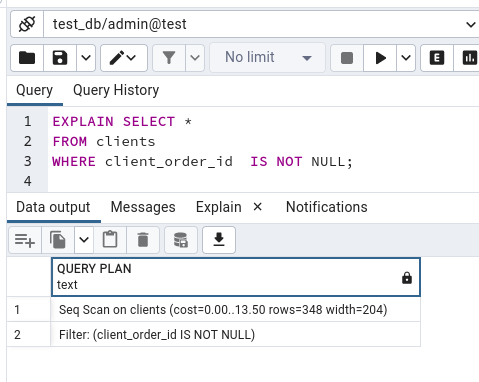 test_db/admin@test
No limit
E
Query Query History
1 EXPLAIN SELECT *
2 FROM clients
3 WHERE client_order_id  IS NOT NULL;
4
Data output Messages Explain × Notifications
QUERY PLAN
text
1 Seq Scan on clients (cost=0.00..13.50 rows=348 width=204)
2 Filter: (client_order_id IS NOT NULL)